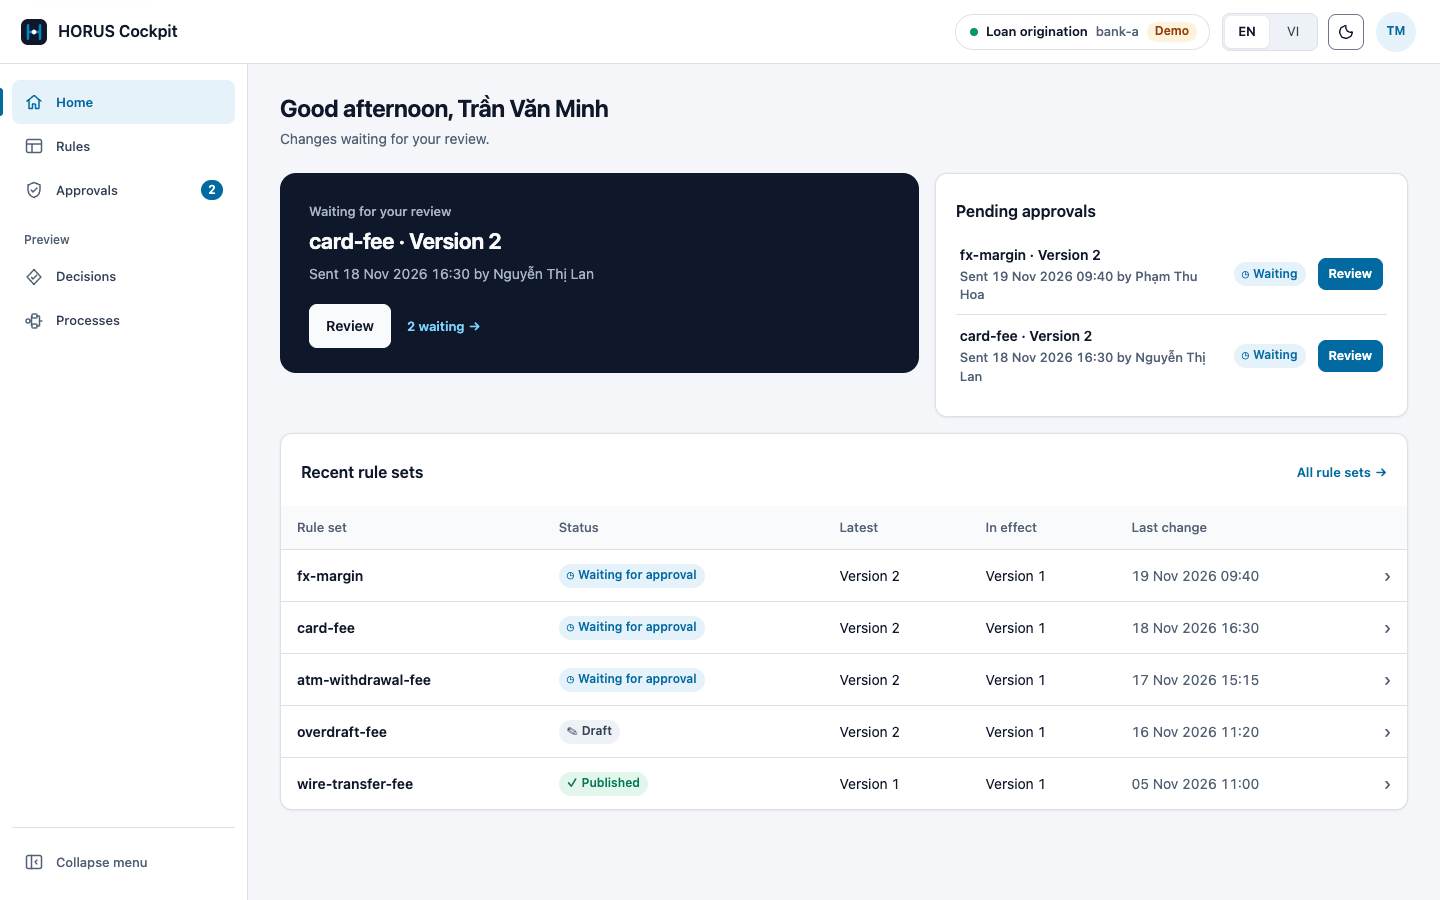 HORUS Cockpit
Loan origination bank-a Demo
EN VI
TM
Home
Rules
Approvals 2
Preview
Decisions
Processes
Collapse menu
Good afternoon, Trần Văn Minh
Changes waiting for your review.
Waiting for your review
card-fee · Version 2
Sent 18 Nov 2026 16:30 by Nguyễn Thị Lan
Review 2 waiting →
Pending approvals
fx-margin · Version 2
Sent 19 Nov 2026 09:40 by Phạm Thu
Hoa
Waiting Review
card-fee · Version 2
Sent 18 Nov 2026 16:30 by Nguyễn Thị
Lan
Waiting Review
Recent rule sets
All rule sets →
Rule set Status Latest In effect Last change
fx-margin Waiting for approval Version 2 Version 1 19 Nov 2026 09:40
card-fee Waiting for approval Version 2 Version 1 18 Nov 2026 16:30
atm-withdrawal-fee Waiting for approval Version 2 Version 1 17 Nov 2026 15:15
overdraft-fee Draft Version 2 Version 1 16 Nov 2026 11:20
wire-transfer-fee Published Version 1 Version 1 05 Nov 2026 11:00